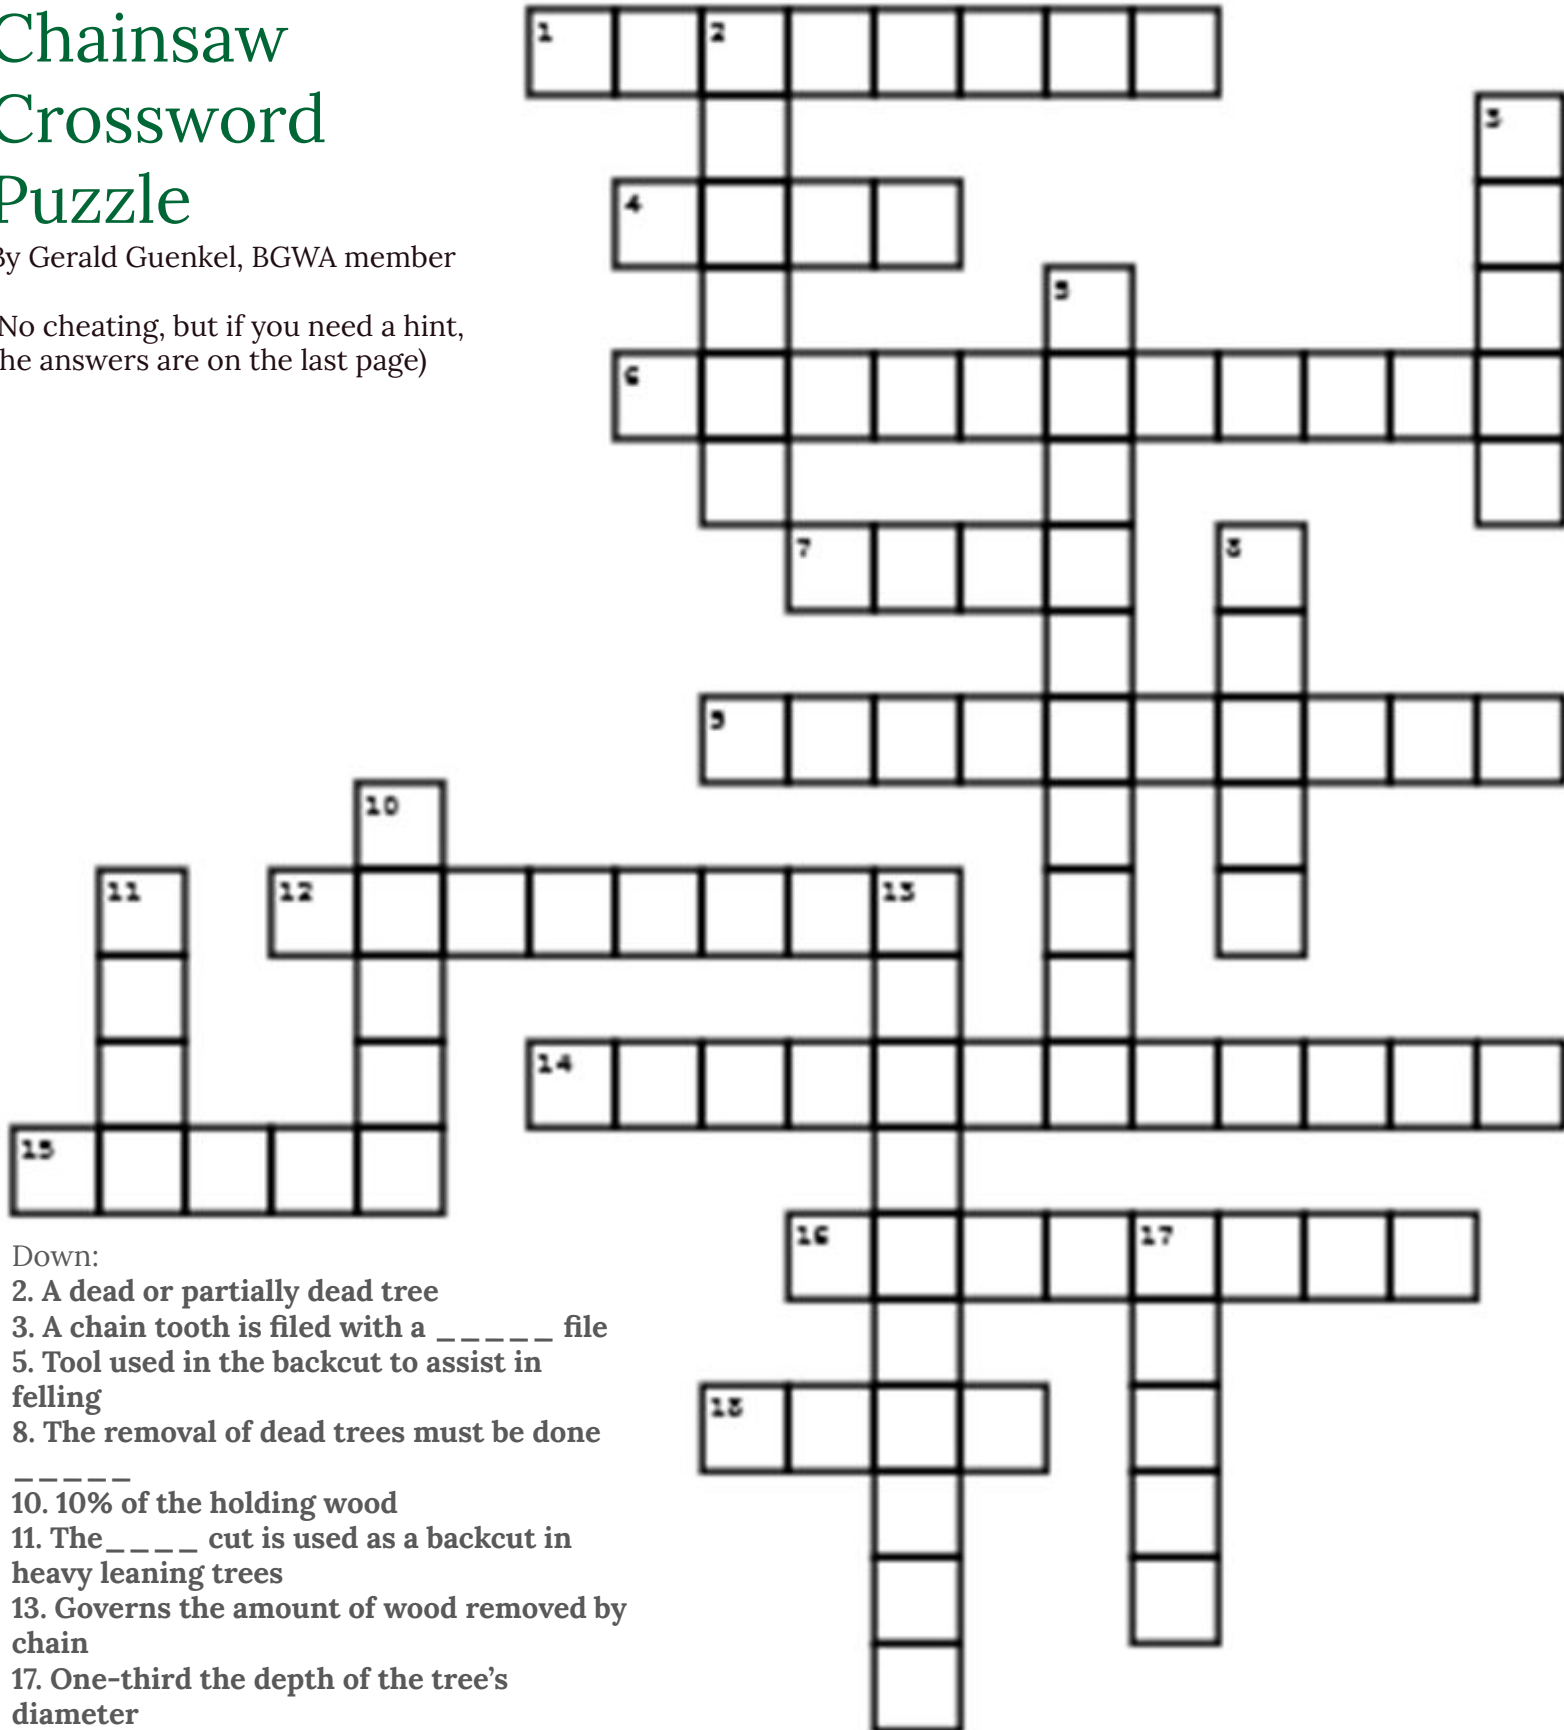 Chainsaw
Crossword
Puzzle
By Gerald Guenkel, BGWA member
No cheating, but if you need a hint,
he answers are on the last page)
1 2
3
4
5
6
7 8
9
10
11 12 13
14
15
16 17
18
Down:
2. A dead or partially dead tree
3. A chain tooth is filed with a _____ file
5. Tool used in the backcut to assist in
felling
8. The removal of dead trees must be done
_____
10. 10% of the holding wood
11. The____ cut is used as a backcut in
heavy leaning trees
13. Governs the amount of wood removed by
chain
17. One-third the depth of the tree’s
diameter